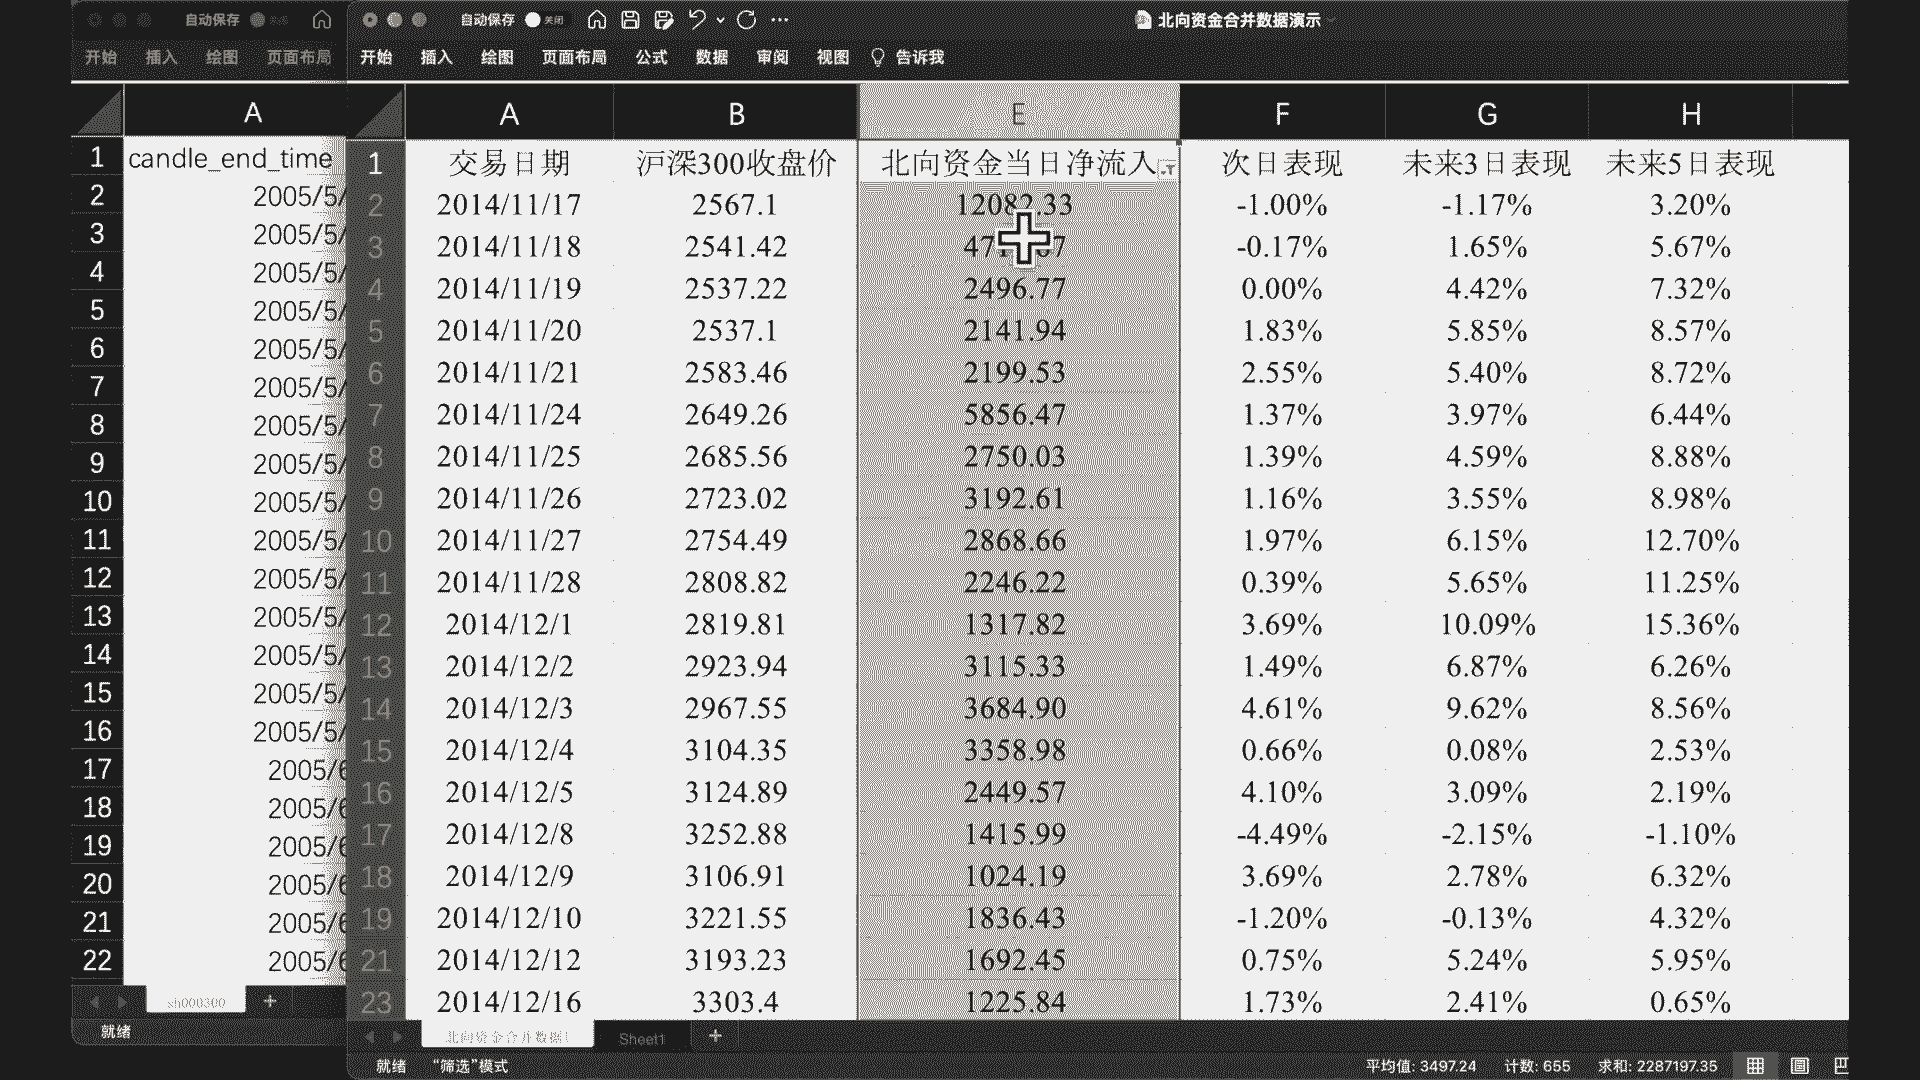 自动保存 关闭
开始 插入 绘图 页面布局
A
1 candle_end_time
2 2005/5/
3 2005/5/
4 2005/5/
5 2005/5/
6 2005/5/
7 2005/5/
8 2005/5/
9 2005/5/
10 2005/5/
11 2005/5/
12 2005/5/
13 2005/5/
14 2005/5/
15 2005/5/
16 2005/5/
17 2005/6
18 2005/6
19 2005/6
20 2005/6
21 2005/6
22 2005/6
sh000300 +
就绪
自动保存 关闭 ··· 北向资金合并数据演示
开始 插入 绘图 页面布局 公式 数据 审阅 视图 告诉我
A B E F G H
1 交易日期 沪深300收盘价 北向资金当日净流入 次日表现 未来3日表现 未来5日表现
2 2014/11/17 2567.1 12082.33 -1.00% -1.17% 3.20%
3 2014/11/18 2541.42 -0.17% 1.65% 5.67%
4 2014/11/19 2537.22 2496.77 0.00% 4.42% 7.32%
5 2014/11/20 2537.1 2141.94 1.83% 5.85% 8.57%
6 2014/11/21 2583.46 2199.53 2.55% 5.40% 8.72%
7 2014/11/24 2649.26 5856.47 1.37% 3.97% 6.44%
8 2014/11/25 2685.56 2750.03 1.39% 4.59% 8.88%
9 2014/11/26 2723.02 3192.61 1.16% 3.55% 8.98%
10 2014/11/27 2754.49 2868.66 1.97% 6.15% 12.70%
11 2014/11/28 2808.82 2246.22 0.39% 5.65% 11.25%
12 2014/12/1 2819.81 1317.82 3.69% 10.09% 15.36%
13 2014/12/2 2923.94 3115.33 1.49% 6.87% 6.26%
14 2014/12/3 2967.55 3684.90 4.61% 9.62% 8.56%
15 2014/12/4 3104.35 3358.98 0.66% 0.08% 2.53%
16 2014/12/5 3124.89 2449.57 4.10% 3.09% 2.19%
17 2014/12/8 3252.88 1415.99 -4.49% -2.15% -1.10%
18 2014/12/9 3106.91 1024.19 3.69% 2.78% 6.32%
19 2014/12/10 3221.55 1836.43 -1.20% -0.13% 4.32%
21 2014/12/12 3193.23 1692.45 0.75% 5.24% 5.95%
23 2014/12/16 3303.4 1225.84 1.73% 2.41% 0.65%
北向资金合并数据 Sheet1 +
就绪 “筛选”模式 平均值: 3497.24 计数: 655 求和: 2287197.35